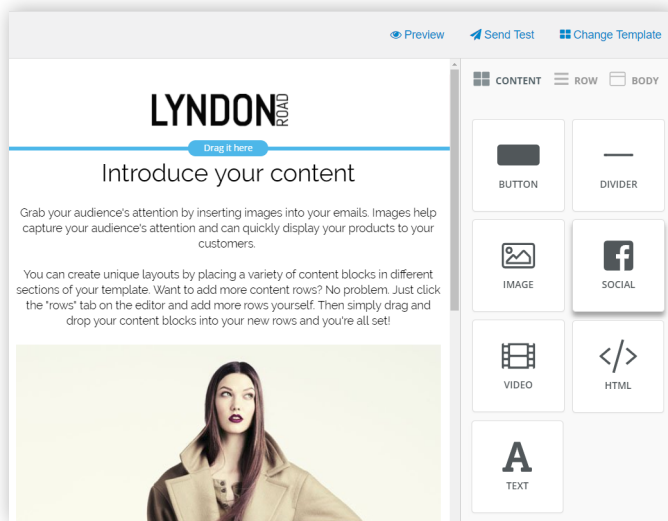 Preview
Send Test
Change Template
CONTENT
ROW
BODY
LYNDON ROAD
Drag it here
Introduce your content
Grab your audience's attention by inserting images into your emails. Images help
capture your audience's attention and can quickly display your products to your
customers.
You can create unique layouts by placing a variety of content blocks in different
sections of your template. Want to add more content rows? No problem. Just click
the "rows" tab on the editor and add more rows yourself. Then simply drag and
drop your content blocks into your new rows and you're all set!
BUTTON
DIVIDER
IMAGE
SOCIAL
VIDEO
HTML
TEXT